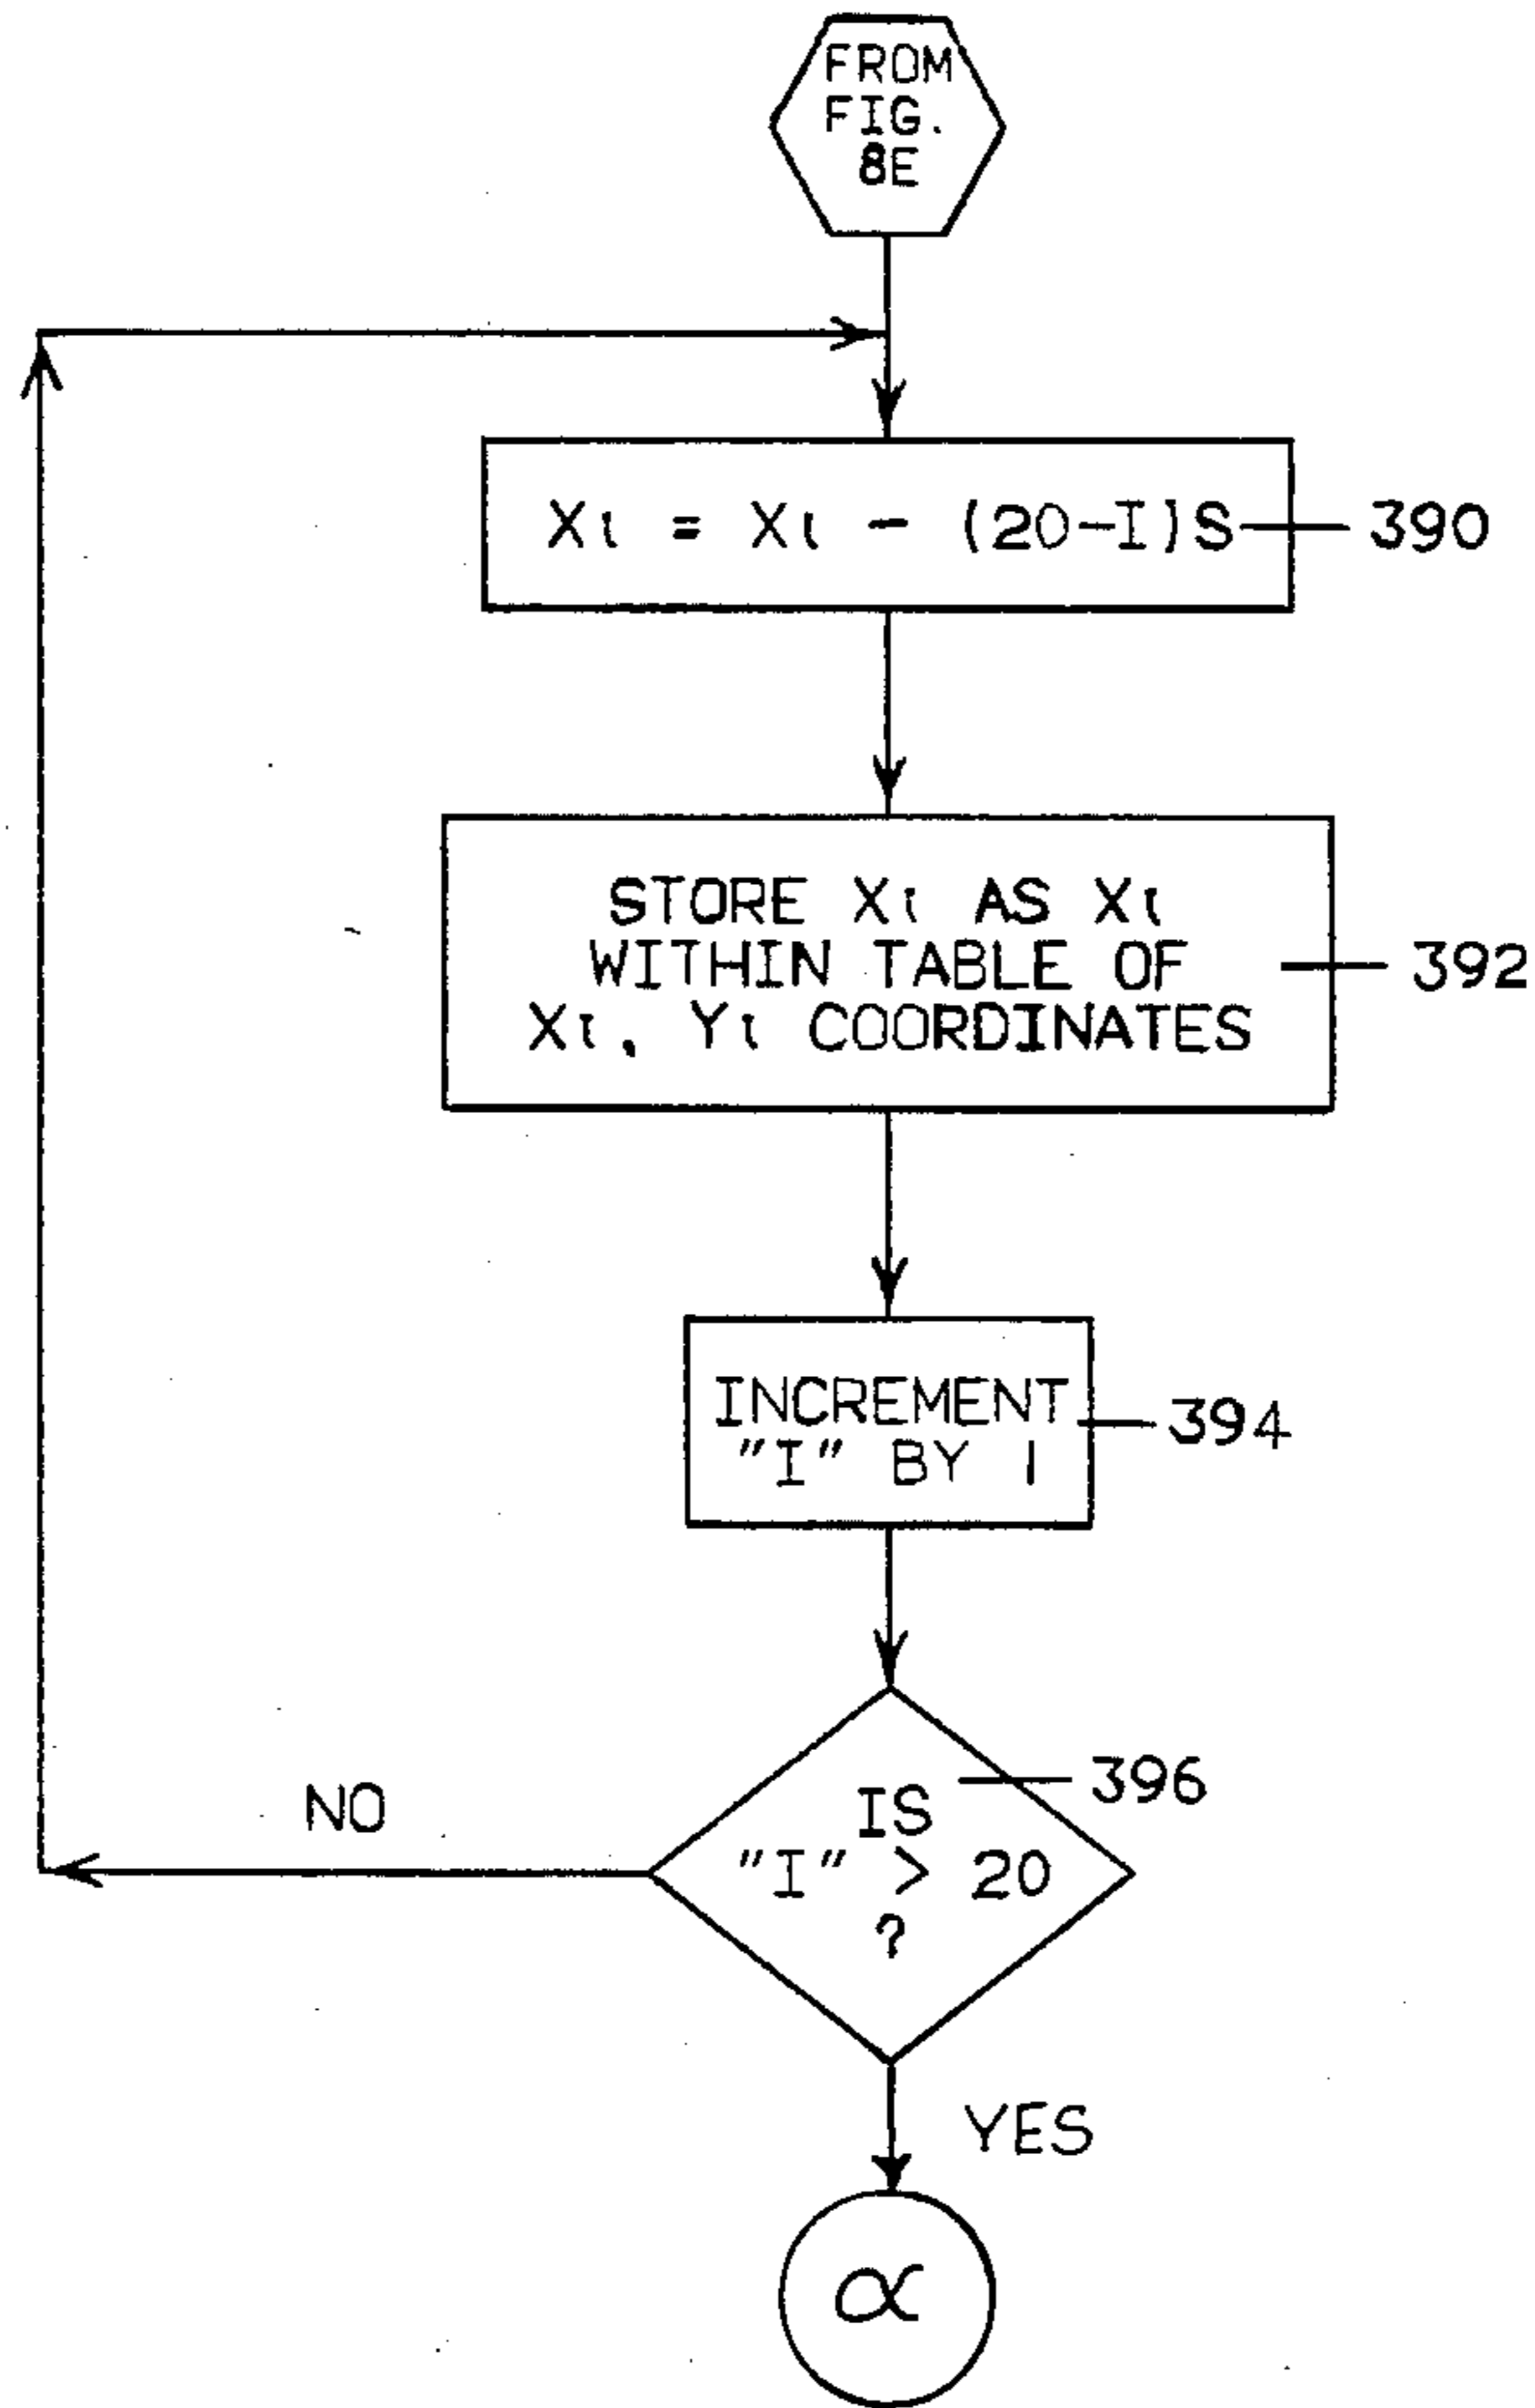 FROM
FIG.
8E
Xι = Xι - (20-I)S
390
STORE Xι AS Xι
WITHIN TABLE OF
Xι, Yι COORDINATES
392
INCREMENT
"I" BY 1
394
396
IS
"I" > 20
?
NO
YES
α